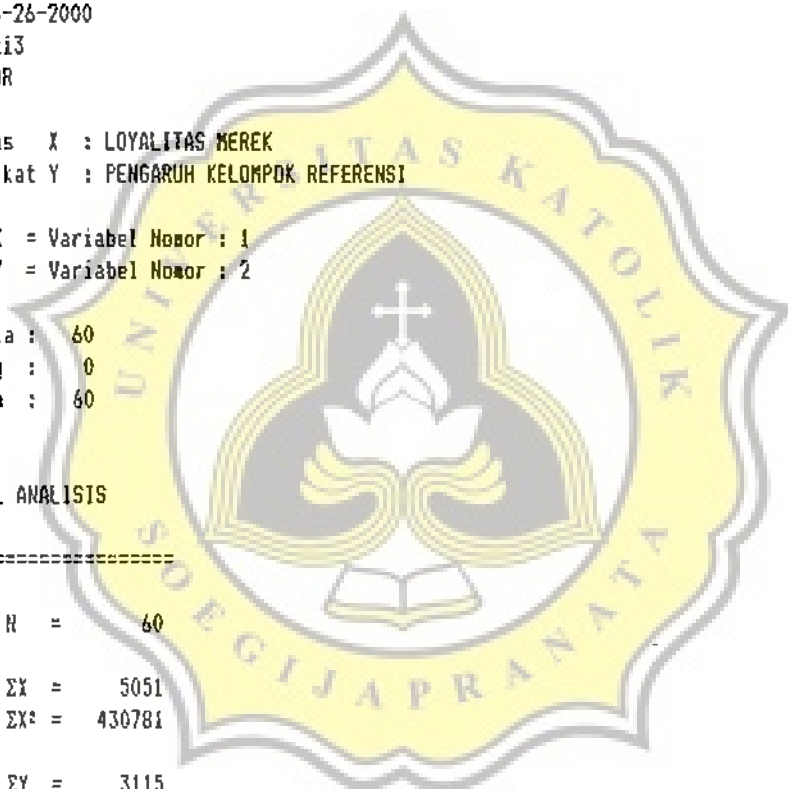 -26-2000
i3
R
s X : LOYALITAS MEREK
kat Y : PENGARUH KELOMPOK REFERENSI
= Variabel Nomor : 1
= Variabel Nomor : 2
a : 60
: 0
: 60
ANALISIS
================
N = 60
ΣX = 5051
ΣX² = 430781
ΣY = 3115
UNIVERSITAS KATOLIK
SOEGIJAPRANATA